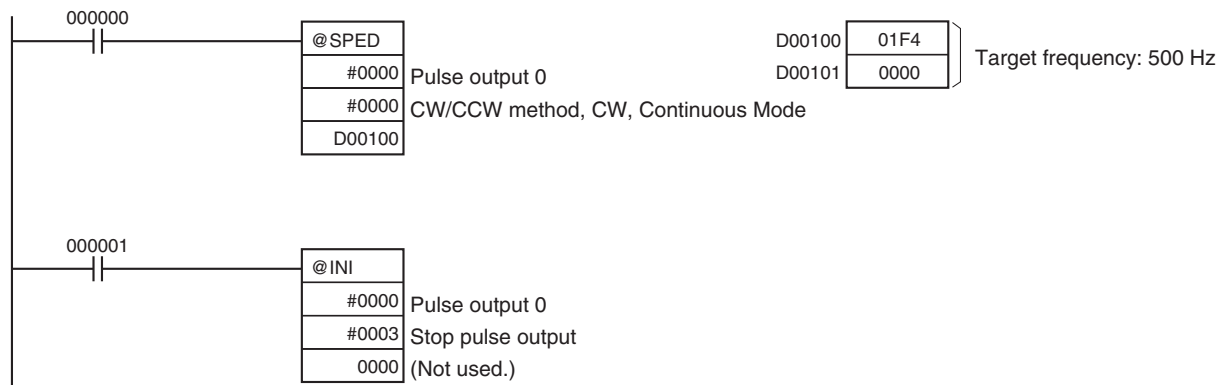 000000
@SPED
#0000 Pulse output 0
#0000 CW/CCW method, CW, Continuous Mode
D00100
D00100 01F4
D00101 0000
Target frequency: 500 Hz
000001
@INI
#0000 Pulse output 0
#0003 Stop pulse output
0000 (Not used.)